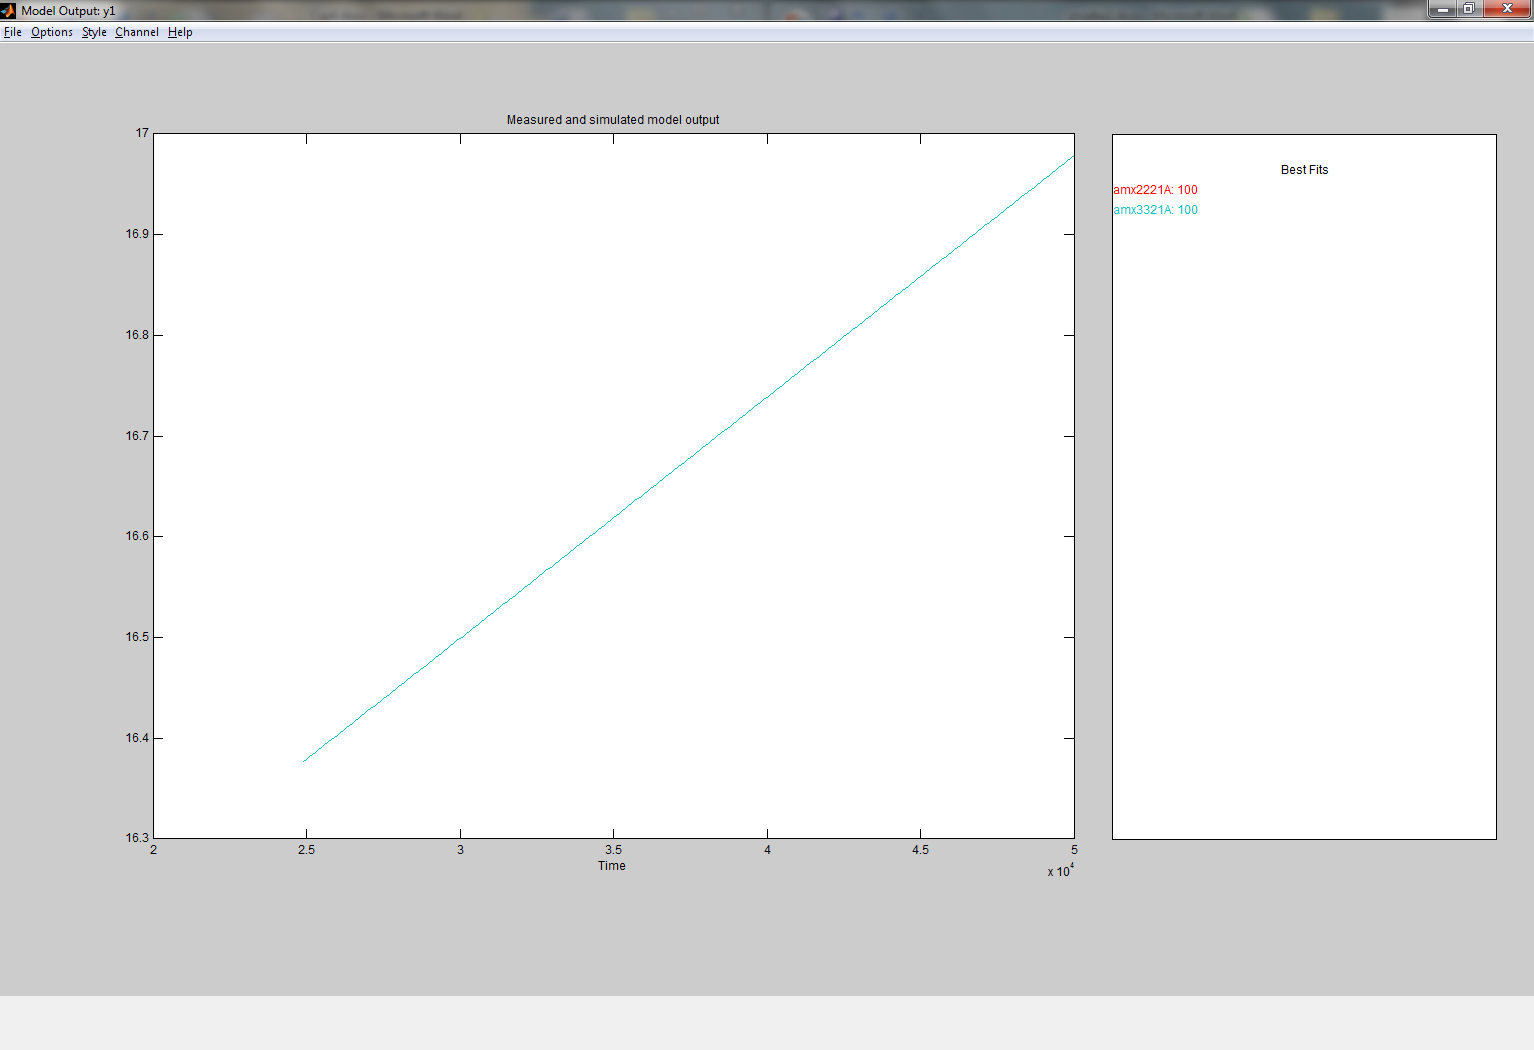 Model Output: y1
File Options Style Channel Help
Measured and simulated model output
17
16.9
16.8
16.7
16.6
16.5
16.4
16.3
2 2.5 3 3.5 4 4.5 5
Time
x 10^4
Best Fits
amx2221A: 100
amx3321A: 100